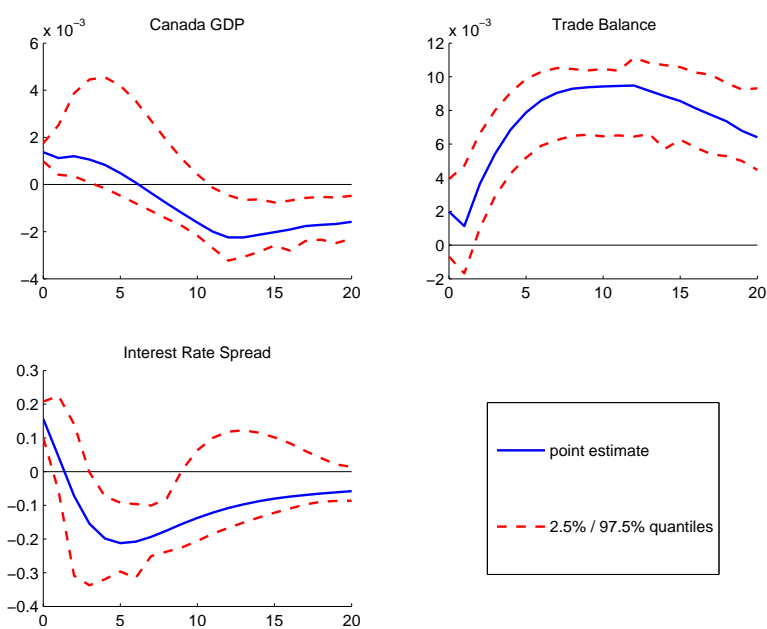 Canada GDP
x 10⁻³
6
4
2
0
−2
−4
0 5 10 15 20
Trade Balance
x 10⁻³
12
10
8
6
4
2
0
−2
0 5 10 15 20
Interest Rate Spread
0.3
0.2
0.1
0
−0.1
−0.2
−0.3
−0.4
0 5 10 15 20
point estimate
2.5% / 97.5% quantiles